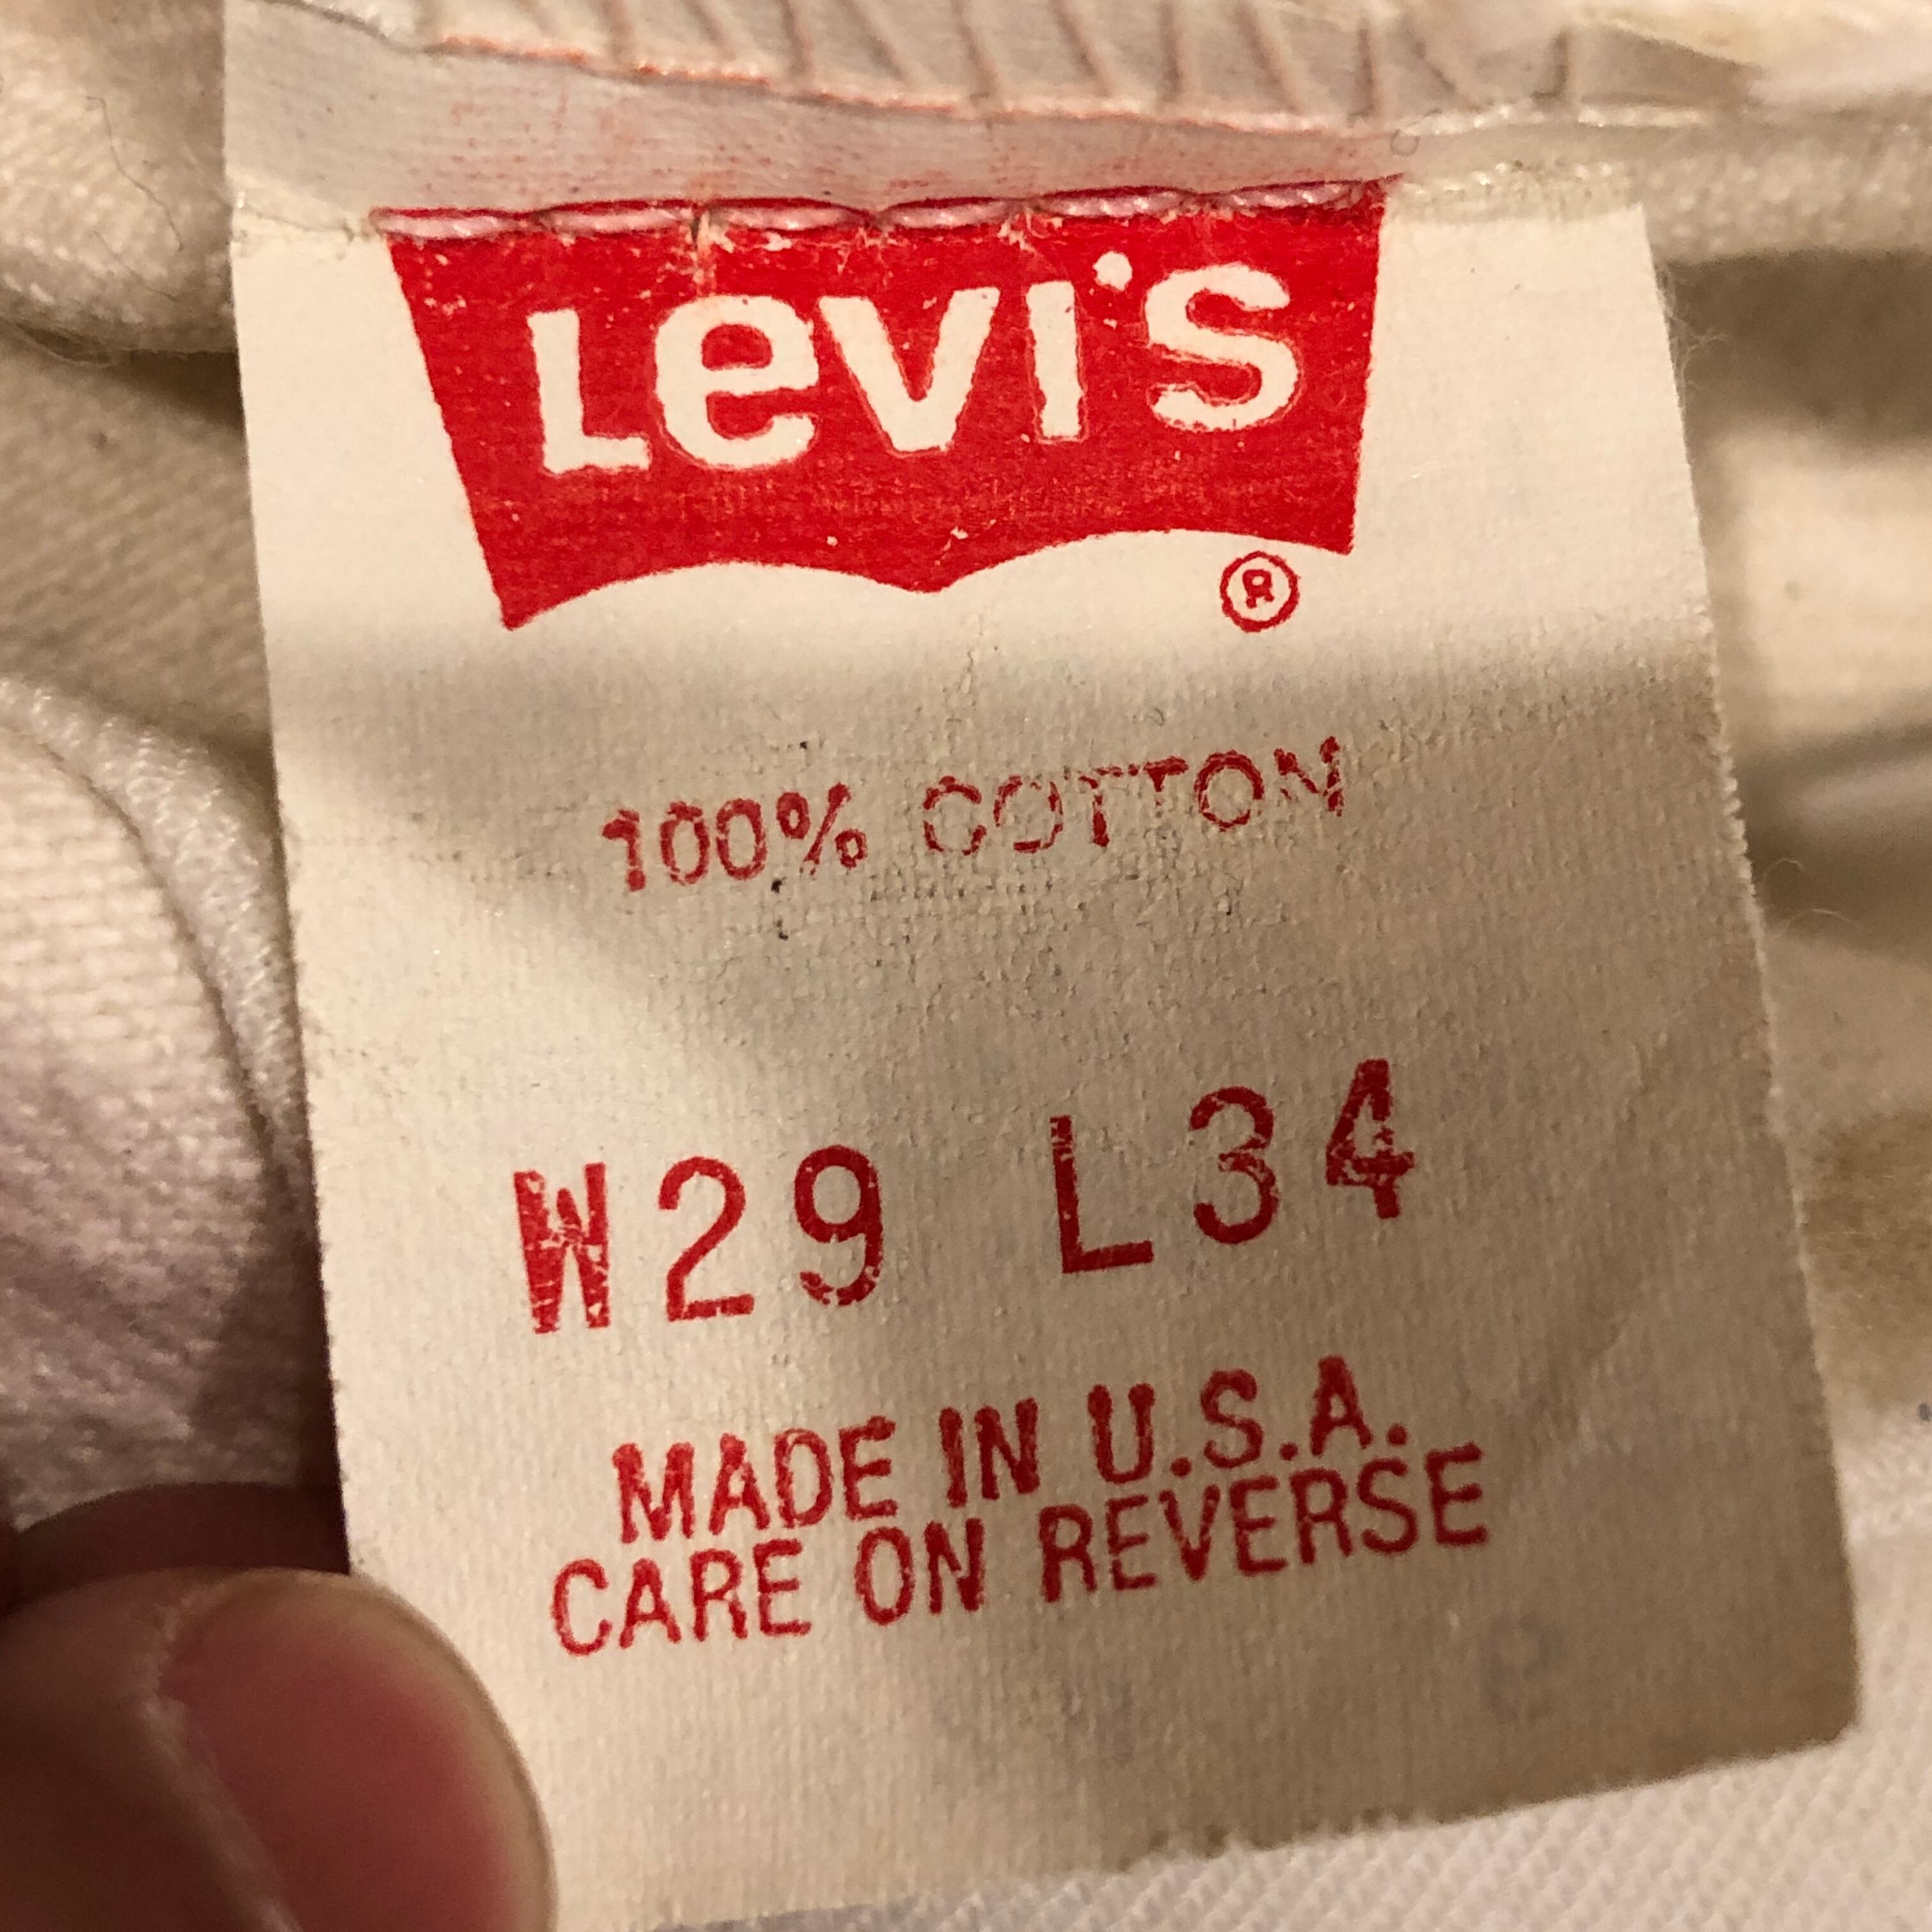 Levi's
®
100% COTTON
W29 L34
MADE IN U.S.A.
CARE ON REVERSE